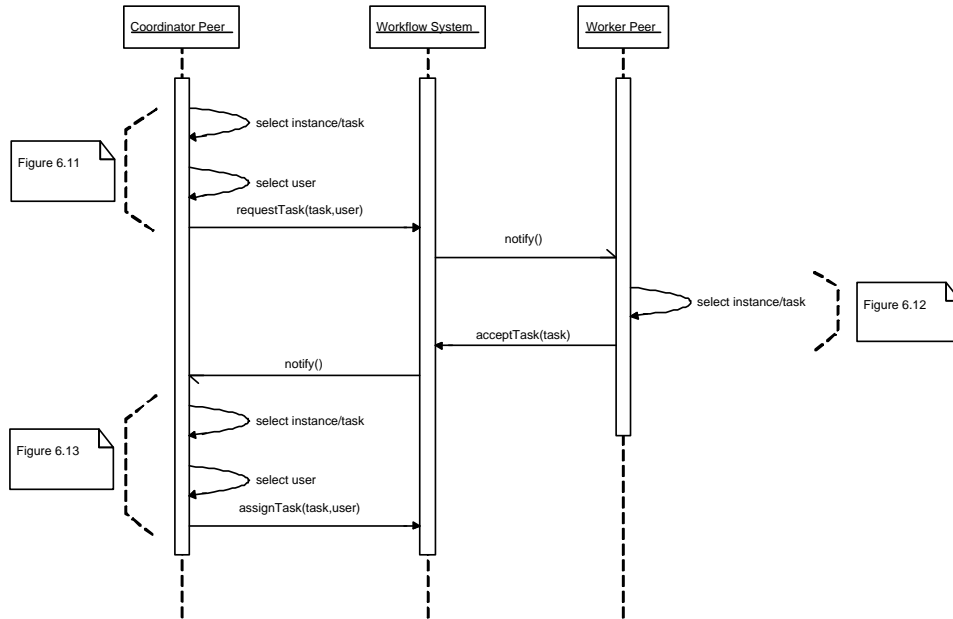 Coordinator Peer
Workflow System
Worker Peer
select instance/task
Figure 6.11
select user
requestTask(task,user)
notify()
select instance/task
Figure 6.12
acceptTask(task)
notify()
select instance/task
Figure 6.13
select user
assignTask(task,user)